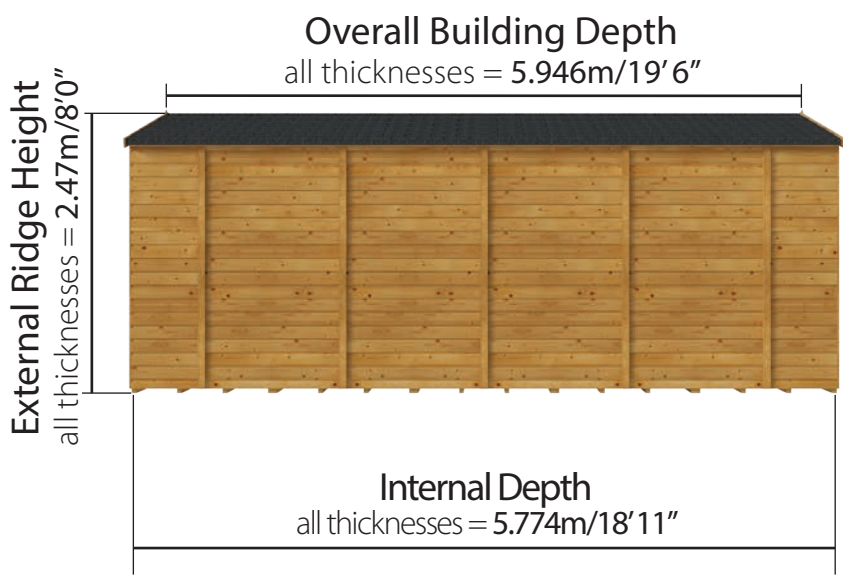 Overall Building Depth
all thicknesses = 5.946m/19’6”
External Ridge Height
all thicknesses = 2.47m/8’0”
Internal Depth
all thicknesses = 5.774m/18’11”